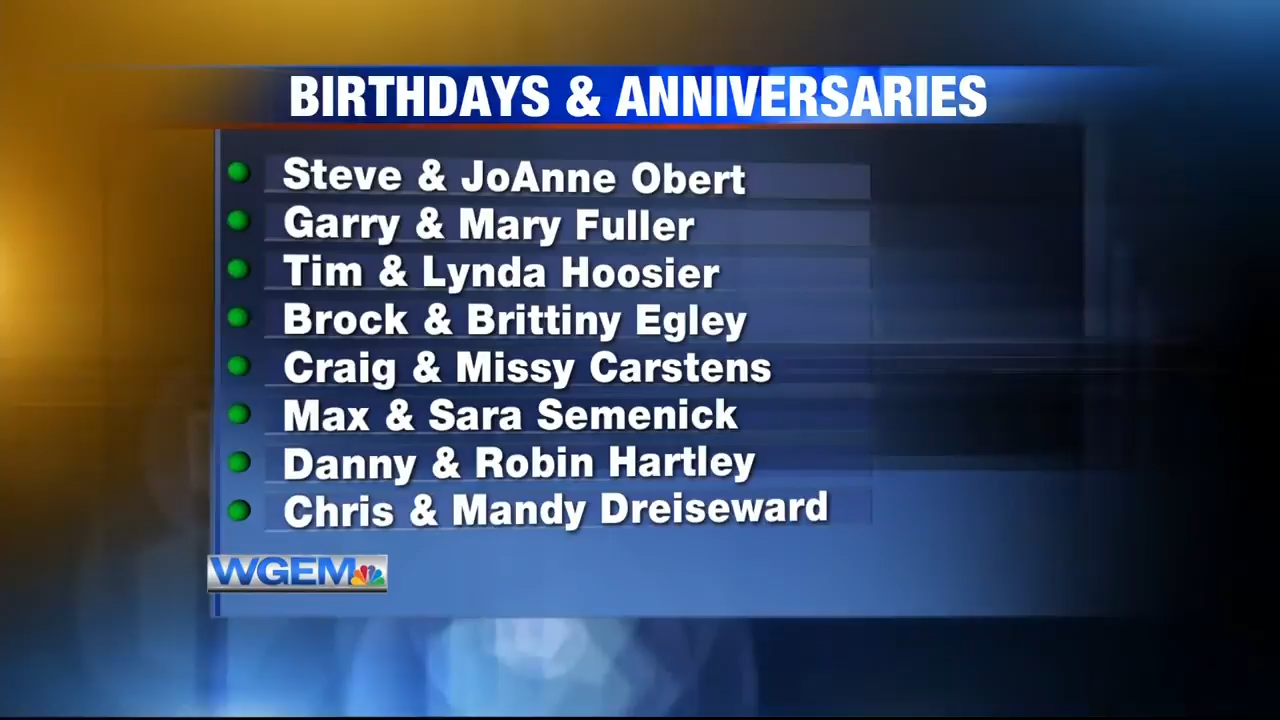 BIRTHDAYS & ANNIVERSARIES
Steve & JoAnne Obert
Garry & Mary Fuller
Tim & Lynda Hoosier
Brock & Brittiny Egley
Craig & Missy Carstens
Max & Sara Semenick
Danny & Robin Hartley
Chris & Mandy Dreiseward
WGEM